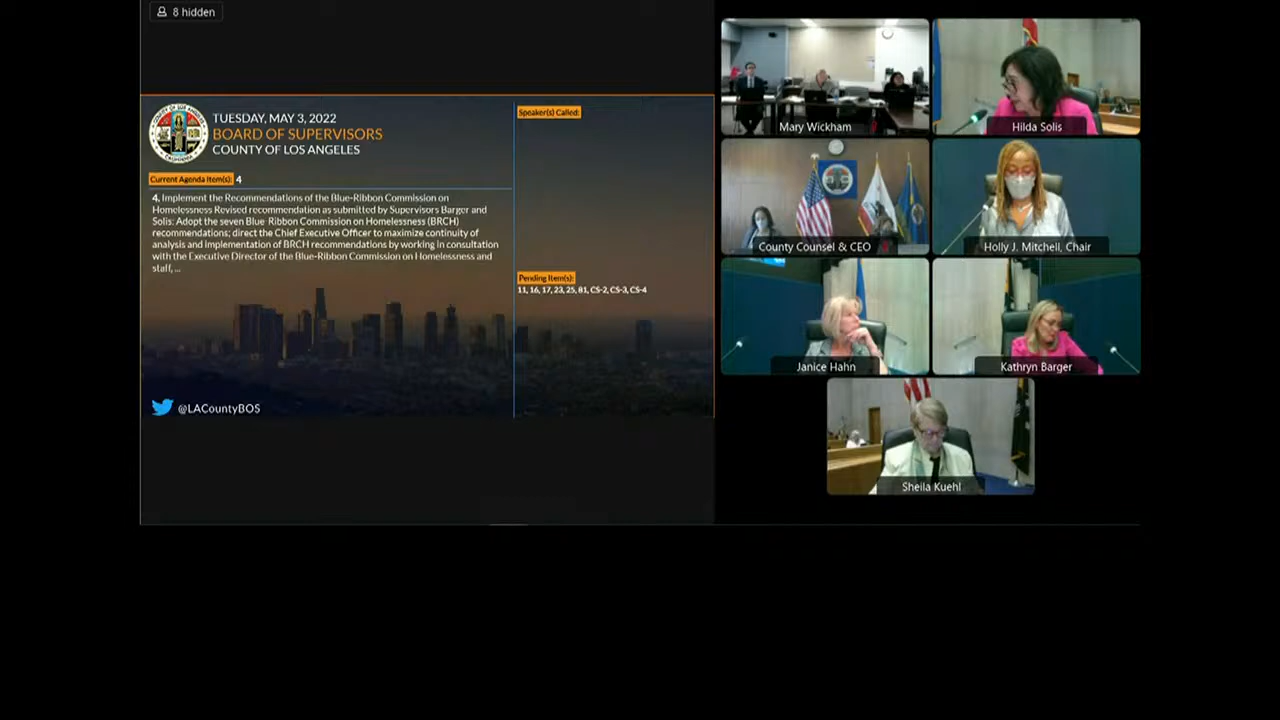 8 hidden
TUESDAY, MAY 3, 2022
BOARD OF SUPERVISORS
COUNTY OF LOS ANGELES
Current Agenda Item(s): 4
4, Implement the Recommendations of the Blue-Ribbon Commission on
Homelessness Revised recommendation as submitted by Supervisors Barger and
Solis: Adopt the seven Blue-Ribbon Commission on Homelessness (BRCH)
recommendations; direct the Chief Executive Officer to maximize continuity of
analysis and implementation of BRCH recommendations by working in consultation
with the Executive Director of the Blue-Ribbon Commission on Homelessness and
staff, ...
@LACountyBOS
Speaker(s) Called:
Pending Item(s):
11, 16, 17, 23, 25, 81, CS-2, CS-3, CS-4
Mary Wickham
Hilda Solis
County Counsel & CEO
Holly J. Mitchell, Chair
Janice Hahn
Kathryn Barger
Sheila Kuehl